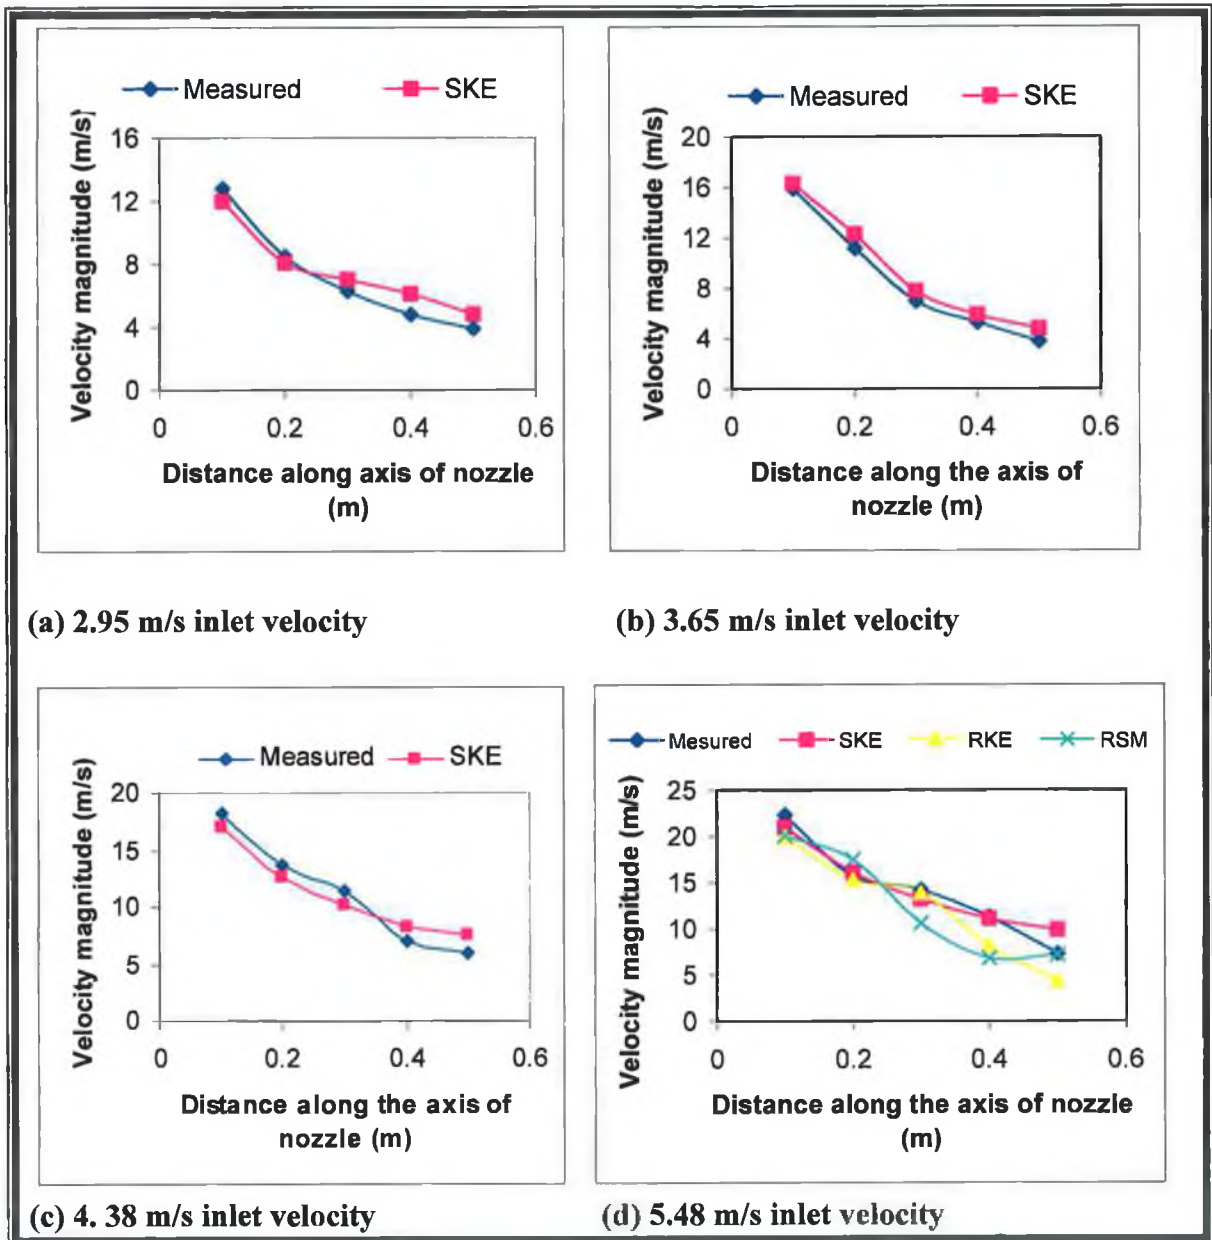 Measured SKE
Velocity magnitude (m/s)
16
12
8
4
0
0 0.2 0.4 0.6
Distance along axis of nozzle
(m)
(a) 2.95 m/s inlet velocity
Measured SKE
Velocity magnitude (m/s)
20
16
12
8
4
0
0 0.2 0.4 0.6
Distance along the axis of
nozzle (m)
(b) 3.65 m/s inlet velocity
Measured SKE
Velocity magnitude (m/s)
20
15
10
5
0
0 0.2 0.4 0.6
Distance along the axis of
nozzle (m)
(c) 4. 38 m/s inlet velocity
Mesured SKE RKE RSM
Velocity magnitude (m/s)
25
20
15
10
5
0
0 0.2 0.4 0.6
Distance along the axis of nozzle
(m)
(d) 5.48 m/s inlet velocity